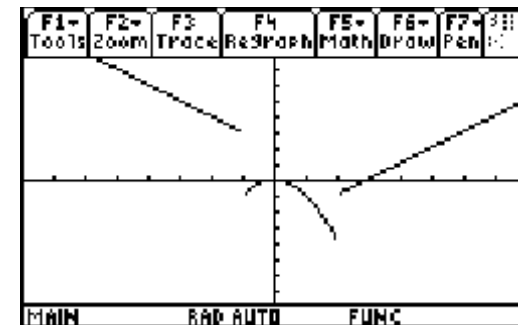 F1 F2 F3 F4 F5 F6 F7
Tools Zoom Trace ReGraph Math Draw Pen
MAIN RAD AUTO FUNC